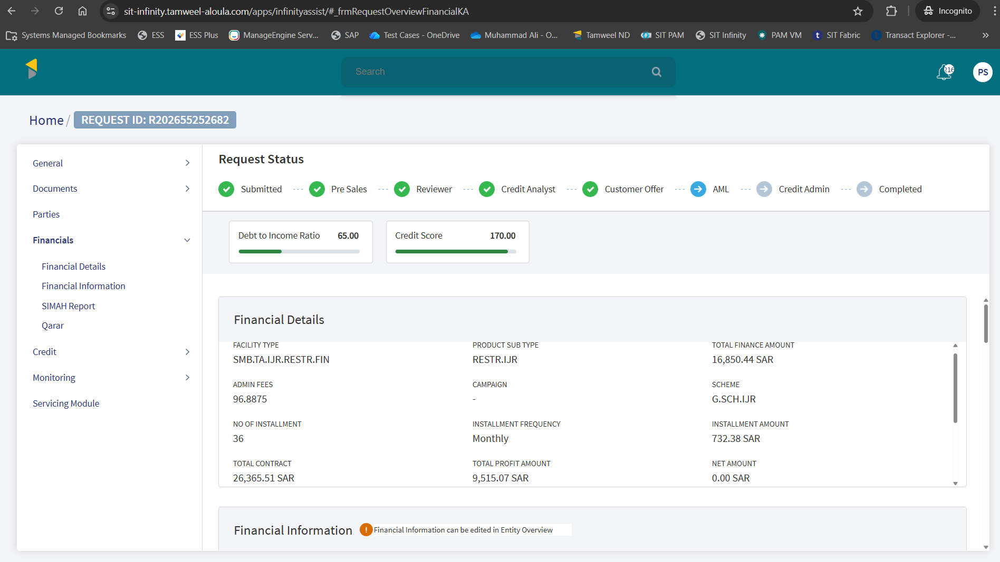 sit-infinity.tamweel-aloula.com/apps/infinityassist/#_frmRequestOverviewFinancialKA
Incognito
Systems Managed Bookmarks
ESS
ESS Plus
ManageEngine Serv...
SAP
Test Cases - OneDrive
Muhammad Ali - O...
Tamweel ND
SIT PAM
SIT Infinity
PAM VM
SIT Fabric
Transact Explorer -...
Search
216
PS
Home / REQUEST ID: R202655252682
General
Documents
Parties
Financials
Financial Details
Financial Information
SIMAH Report
Qarar
Credit
Monitoring
Servicing Module
Request Status
Submitted --- Pre Sales --- Reviewer --- Credit Analyst --- Customer Offer --- AML --- Credit Admin --- Completed
Debt to Income Ratio 65.00
Credit Score 170.00
Financial Details
FACILITY TYPE
SMB.TA.IJR.RESTR.FIN
PRODUCT SUB TYPE
RESTR.IJR
TOTAL FINANCE AMOUNT
16,850.44 SAR
ADMIN FEES
96.8875
CAMPAIGN
-
SCHEME
G.SCH.IJR
NO OF INSTALLMENT
36
INSTALLMENT FREQUENCY
Monthly
INSTALLMENT AMOUNT
732.38 SAR
TOTAL CONTRACT
26,365.51 SAR
TOTAL PROFIT AMOUNT
9,515.07 SAR
NET AMOUNT
0.00 SAR
Financial Information
Financial Information can be edited in Entity Overview